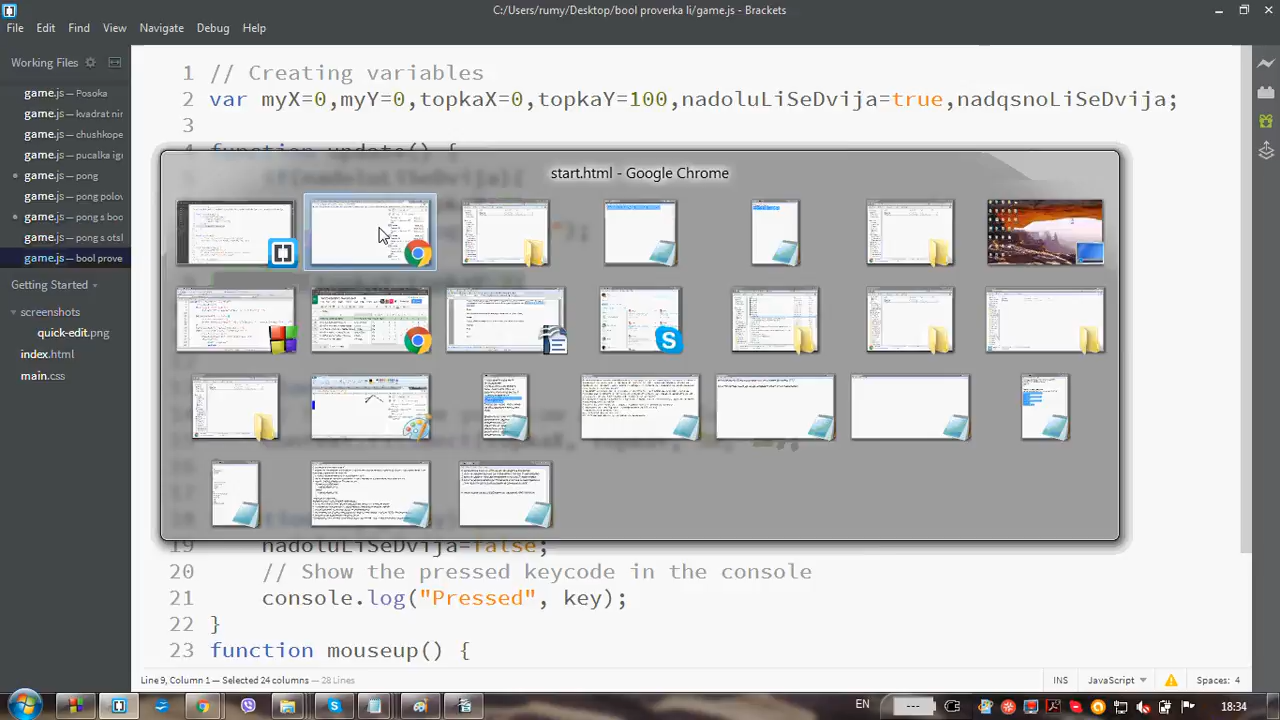 C:/Users/rumy/Desktop/bool proverka li/game.js - Brackets
File Edit Find View Navigate Debug Help
Working Files
game.js — Posoka
game.js — kvadrat nir
game.js — chushkope
game.js — pucalka igr
game.js — pong
game.js — pong polov
game.js — pong s boo
game.js — pong s otsl
game.js — bool prove
Getting Started
screenshots
quick-edit.png
index.html
main.css
1 // Creating variables
2 var myX=0,myY=0,topkaX=0,topkaY=100,nadoluLiSeDvija=true,nadqsnoLiSeDvija;
3
4 function update() {
start.html - Google Chrome
19 nadoluLiSeDvija=false;
20 // Show the pressed keycode in the console
21 console.log("Pressed", key);
22 }
23 function mouseup() {
Line 9, Column 1 — Selected 24 columns — 28 Lines
INS JavaScript Spaces: 4
EN 18:34